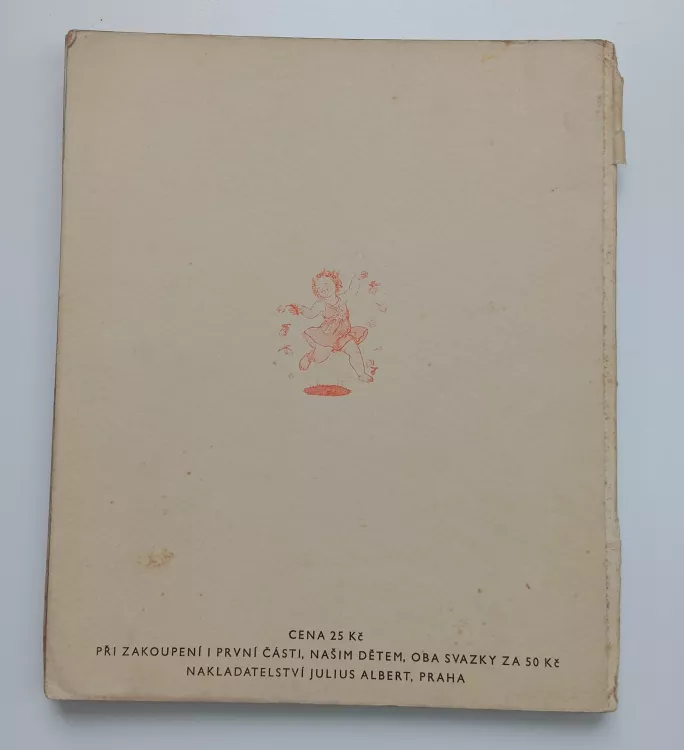 CENA 25 Kč
PŘI ZAKOUPENÍ I PRVNÍ ČÁSTI, NAŠIM DĚTEM, OBA SVAZKY ZA 50 Kč
NAKLADATELSTVÍ JULIUS ALBERT, PRAHA